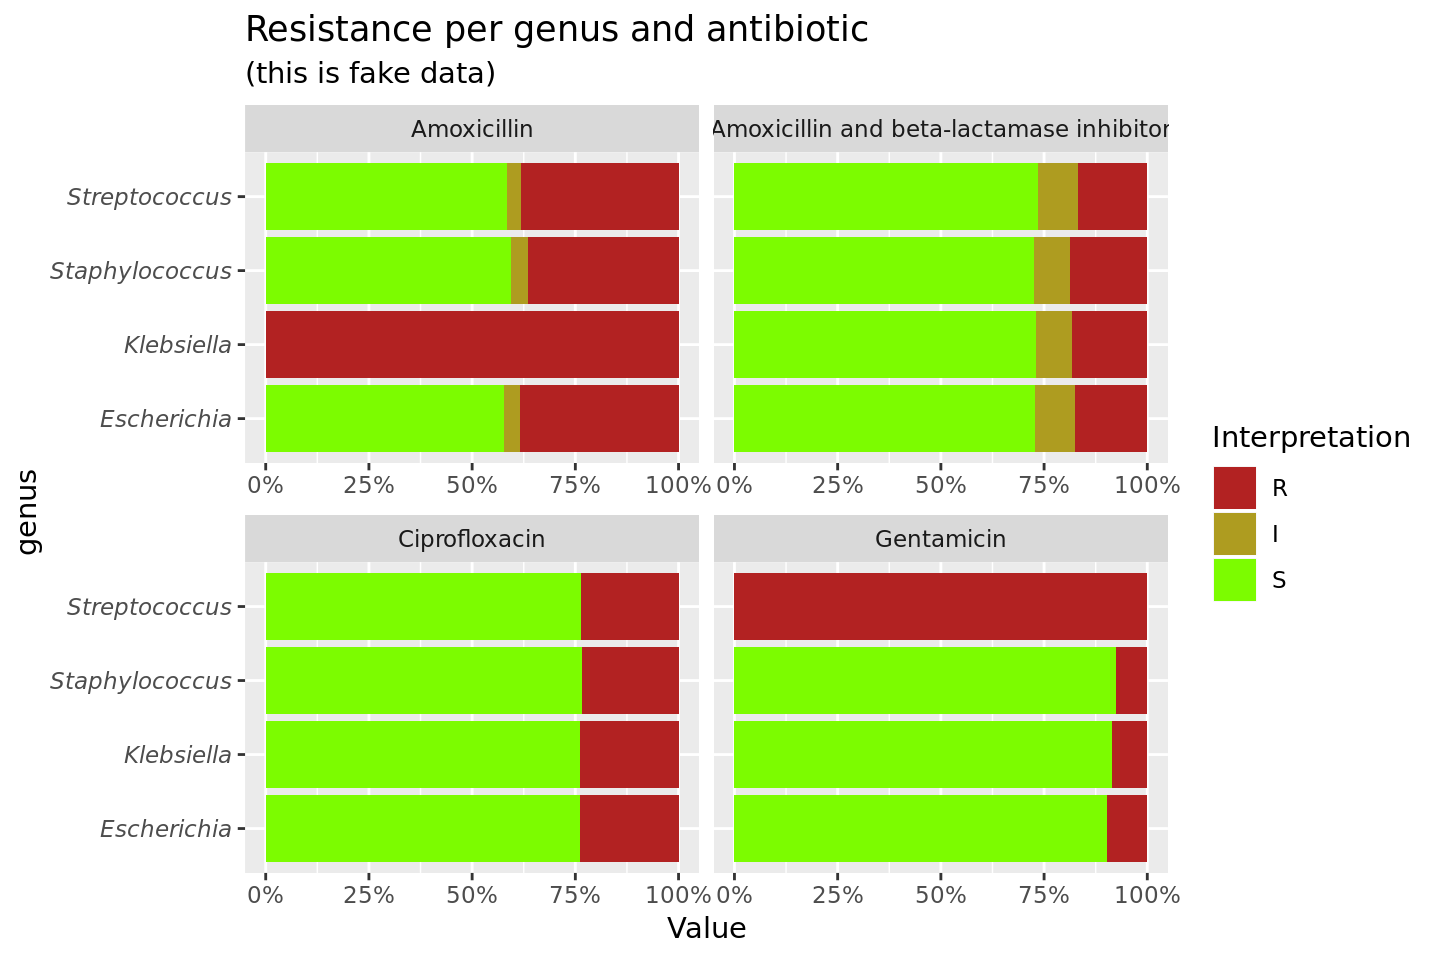 Resistance per genus and antibiotic
(this is fake data)
Amoxicillin
Amoxicillin and beta-lactamase inhibitor
Streptococcus
Staphylococcus
Klebsiella
Escherichia
0% 25% 50% 75% 100%
0% 25% 50% 75% 100%
Ciprofloxacin
Gentamicin
Streptococcus
Staphylococcus
Klebsiella
Escherichia
0% 25% 50% 75% 100%
0% 25% 50% 75% 100%
genus
Value
Interpretation
R
I
S